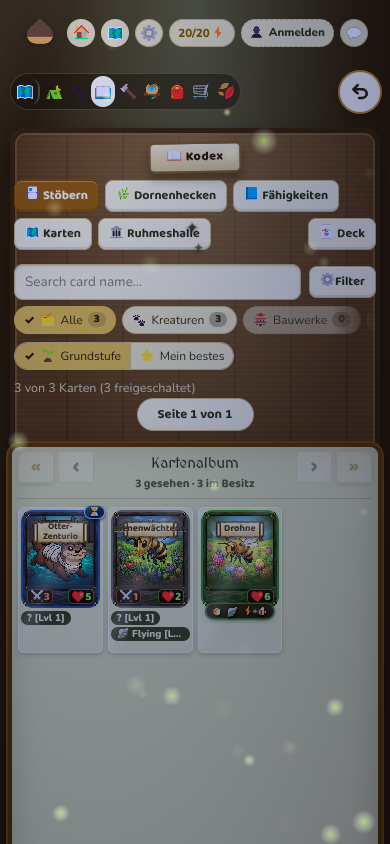 20/20
Anmelden
Kodex
Stöbern
Dornenhecken
Fähigkeiten
Karten
Ruhmeshalle
Deck
Search card name...
Filter
Alle 3
Kreaturen 3
Bauwerke 0
Grundstufe
Mein bestes
3 von 3 Karten (3 freigeschaltet)
Seite 1 von 1
«
‹
Kartenalbum
›
»
3 gesehen · 3 im Besitz
Otter-
Zenturio
3
5
? [Lvl 1]
1
2
? [Lvl 1]
Flying [L...
Drohne
6